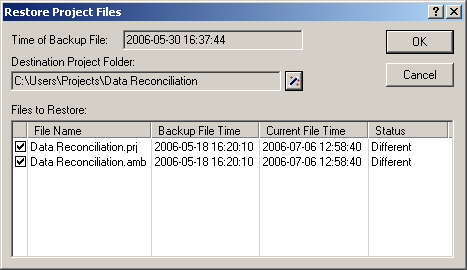 Restore Project Files
Time of Backup File: 2006-05-30 16:37:44
OK
Destination Project Folder:
C:\Users\Projects\Data Reconciliation
Cancel
Files to Restore:
File Name Backup File Time Current File Time Status
Data Reconciliation.prj 2006-05-18 16:20:10 2006-07-06 12:58:40 Different
Data Reconciliation.amb 2006-05-18 16:20:10 2006-07-06 12:58:40 Different